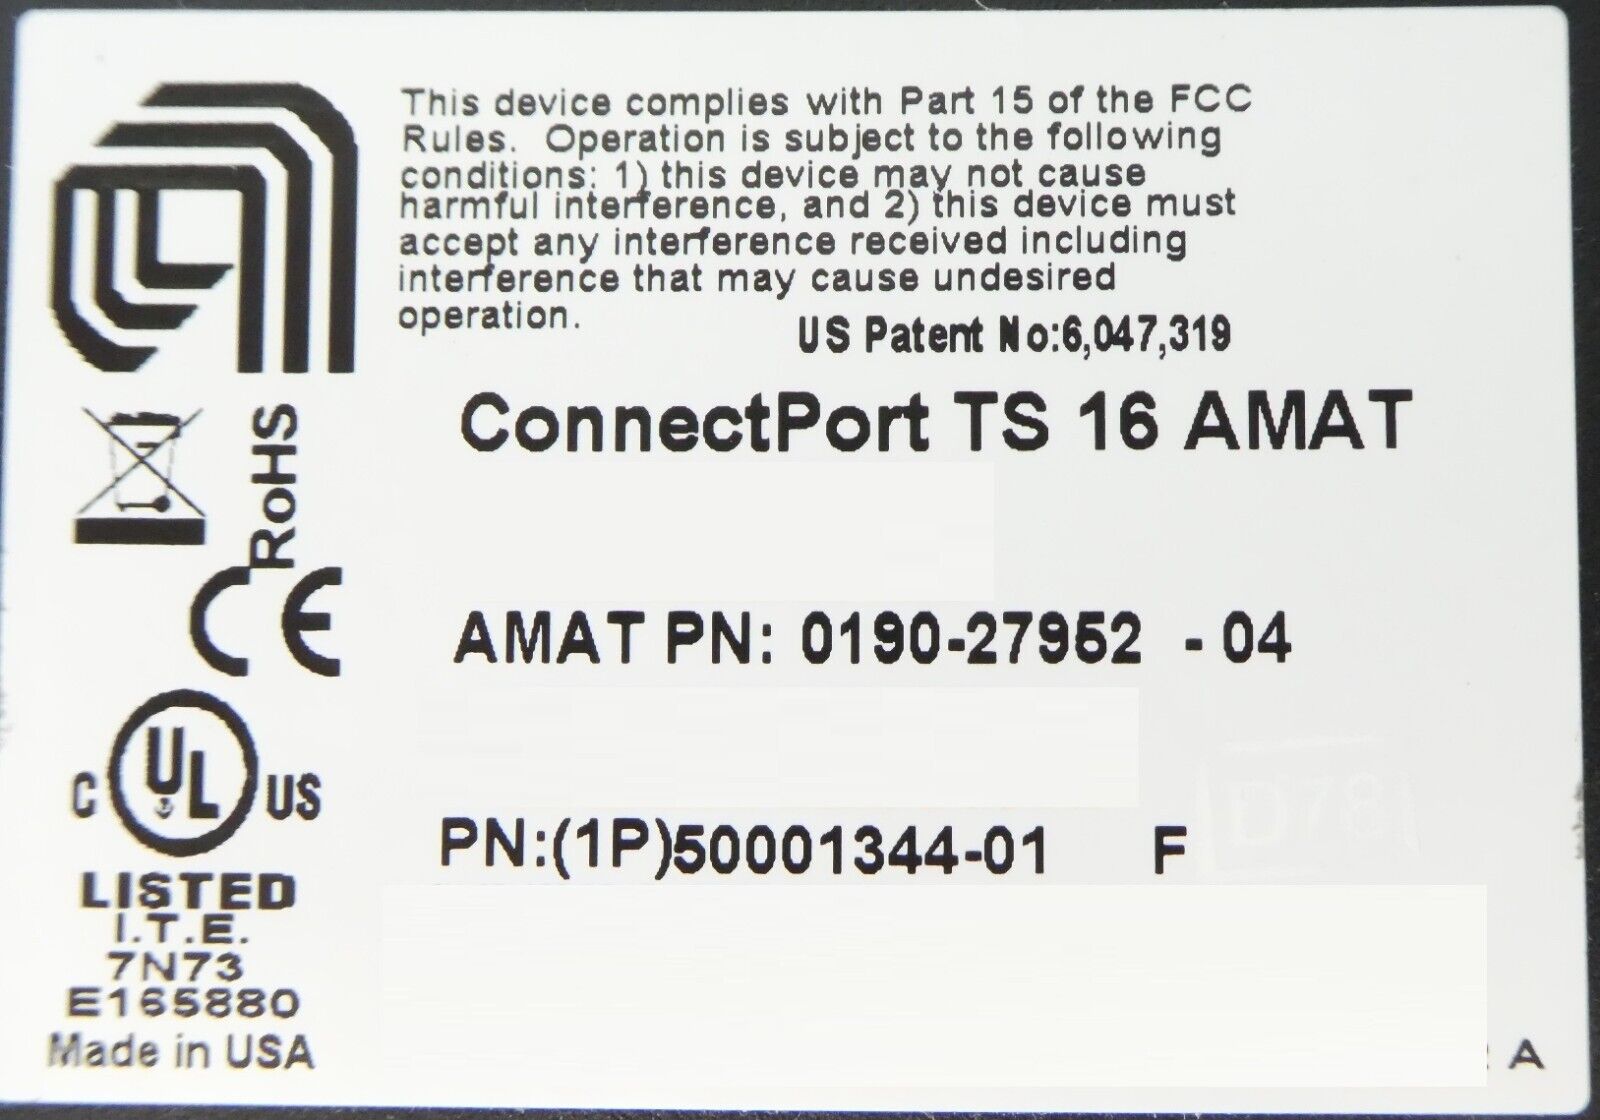 This device complies with Part 15 of the FCC
Rules. Operation is subject to the following
conditions: 1) this device may not cause
harmful interference, and 2) this device must
accept any interference received including
interference that may cause undesired
operation.
US Patent No:6,047,319
ConnectPort TS 16 AMAT
RoHS
CE
AMAT PN: 0190-27952 - 04
C UL US
PN:(1P)50001344-01 F
LISTED
I.T.E.
7N73
E165880
Made in USA
A